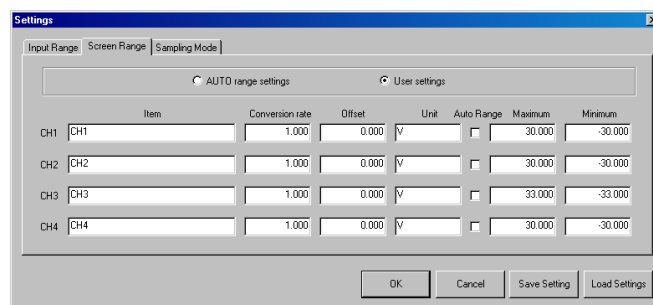 Settings
Input Range Screen Range Sampling Mode
AUTO range settings User settings
Item Conversion rate Offset Unit Auto Range Maximum Minimum
CH1 CH1 1.000 0.000 V 30.000 -30.000
CH2 CH2 1.000 0.000 V 30.000 -30.000
CH3 CH3 1.000 0.000 V 33.000 -33.000
CH4 CH4 1.000 0.000 V 30.000 -30.000
OK Cancel Save Setting Load Settings